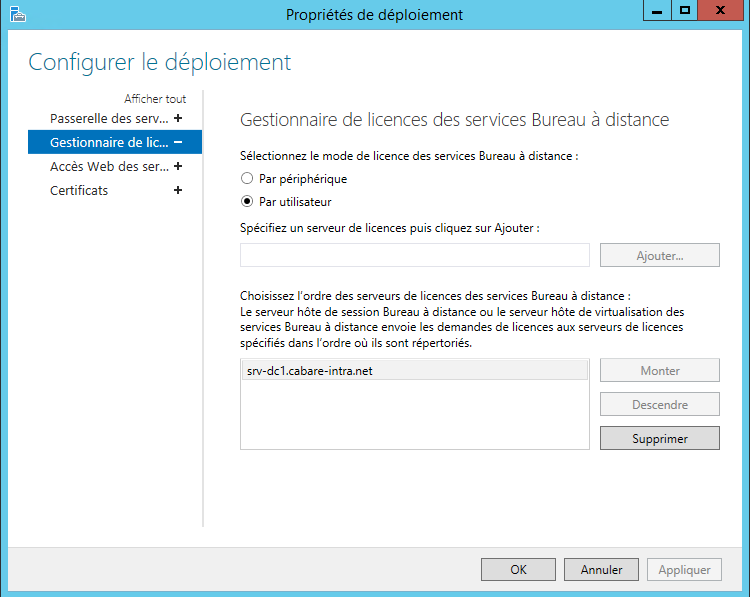 Propriétés de déploiement
Configurer le déploiement
Afficher tout
Passerelle des serv... +
Gestionnaire de lic... −
Accès Web des ser... +
Certificats +
Gestionnaire de licences des services Bureau à distance
Sélectionnez le mode de licence des services Bureau à distance :
Par périphérique
Par utilisateur
Spécifiez un serveur de licences puis cliquez sur Ajouter :
Ajouter...
Choisissez l'ordre des serveurs de licences des services Bureau à distance :
Le serveur hôte de session Bureau à distance ou le serveur hôte de virtualisation des
services Bureau à distance envoie les demandes de licences aux serveurs de licences
spécifiés dans l'ordre où ils sont répertoriés.
srv-dc1.cabare-intra.net
Monter
Descendre
Supprimer
OK
Annuler
Appliquer